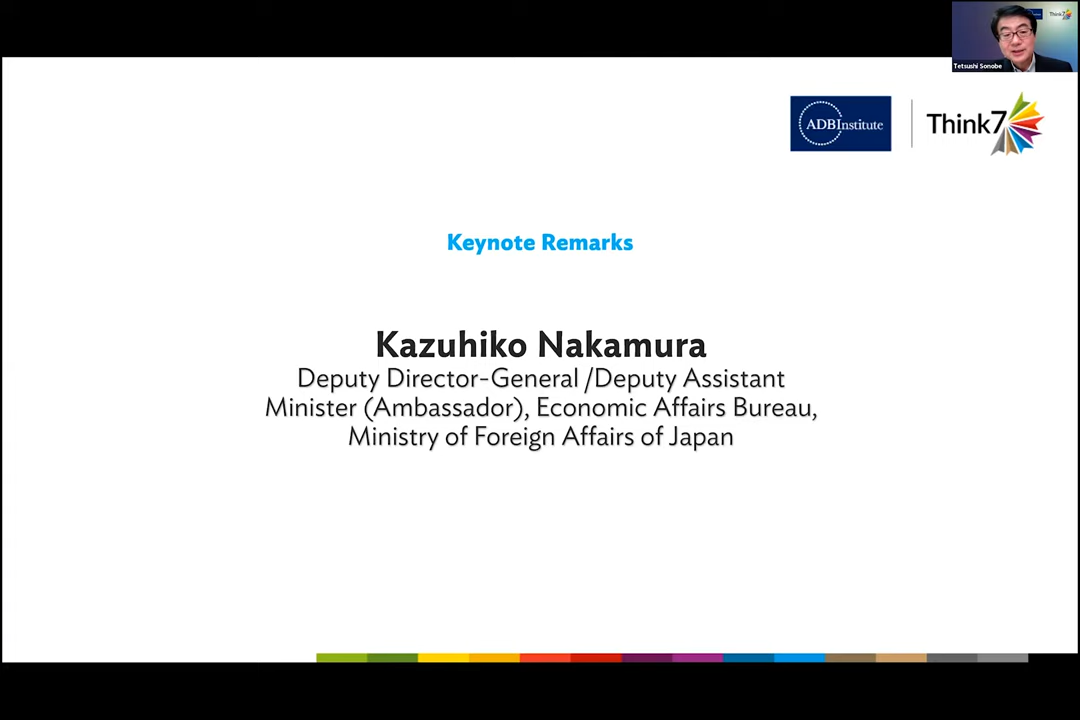 Think7
Tetsushi Sonobe
ADBInstitute
Think7
Keynote Remarks
Kazuhiko Nakamura
Deputy Director-General /Deputy Assistant
Minister (Ambassador), Economic Affairs Bureau,
Ministry of Foreign Affairs of Japan